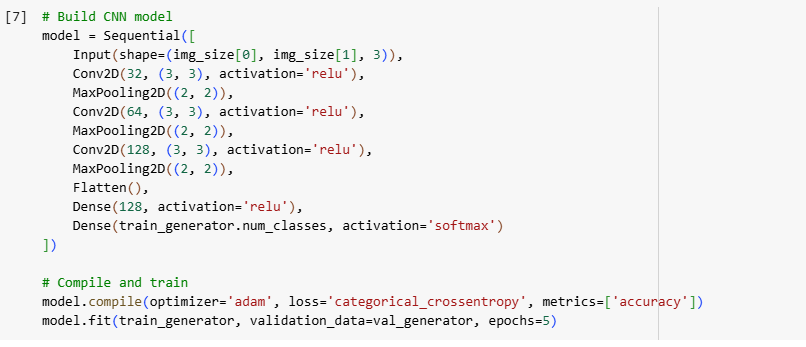 [7] # Build CNN model
model = Sequential([
    Input(shape=(img_size[0], img_size[1], 3)),
    Conv2D(32, (3, 3), activation='relu'),
    MaxPooling2D((2, 2)),
    Conv2D(64, (3, 3), activation='relu'),
    MaxPooling2D((2, 2)),
    Conv2D(128, (3, 3), activation='relu'),
    MaxPooling2D((2, 2)),
    Flatten(),
    Dense(128, activation='relu'),
    Dense(train_generator.num_classes, activation='softmax')
])
# Compile and train
model.compile(optimizer='adam', loss='categorical_crossentropy', metrics=['accuracy'])
model.fit(train_generator, validation_data=val_generator, epochs=5)